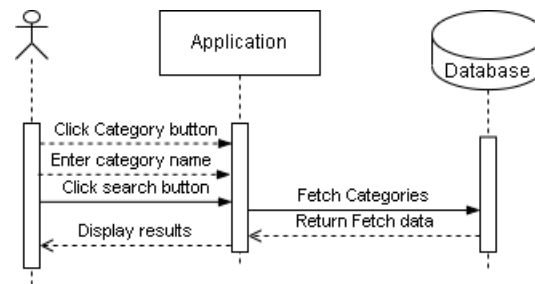 Application
Database
Click Category button
Enter category name
Click search button
Fetch Categories
Return Fetch data
Display results